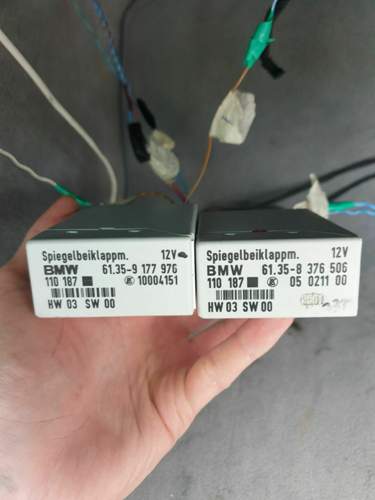 Spiegelbeiklappm. 12V
BMW 61.35-9 177 976
110 187 10004151
HW 03 SW 00
Spiegelbeiklappm. 12V
BMW 61.35-8 376 506
110 187 05 0211 00
HW 03 SW 00